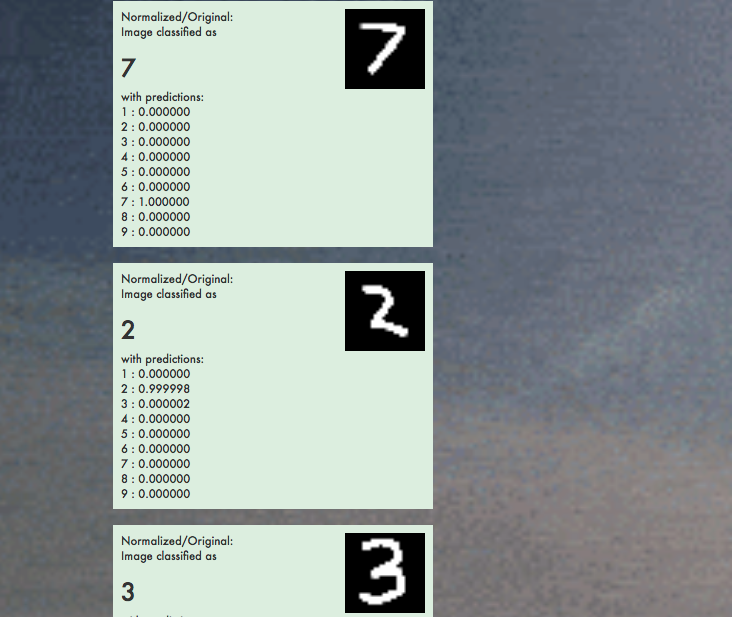 Normalized/Original:
Image classified as
7
7
with predictions:
1 : 0.000000
2 : 0.000000
3 : 0.000000
4 : 0.000000
5 : 0.000000
6 : 0.000000
7 : 1.000000
8 : 0.000000
9 : 0.000000
Normalized/Original:
Image classified as
2
2
with predictions:
1 : 0.000000
2 : 0.999998
3 : 0.000002
4 : 0.000000
5 : 0.000000
6 : 0.000000
7 : 0.000000
8 : 0.000000
9 : 0.000000
Normalized/Original:
Image classified as
3
3